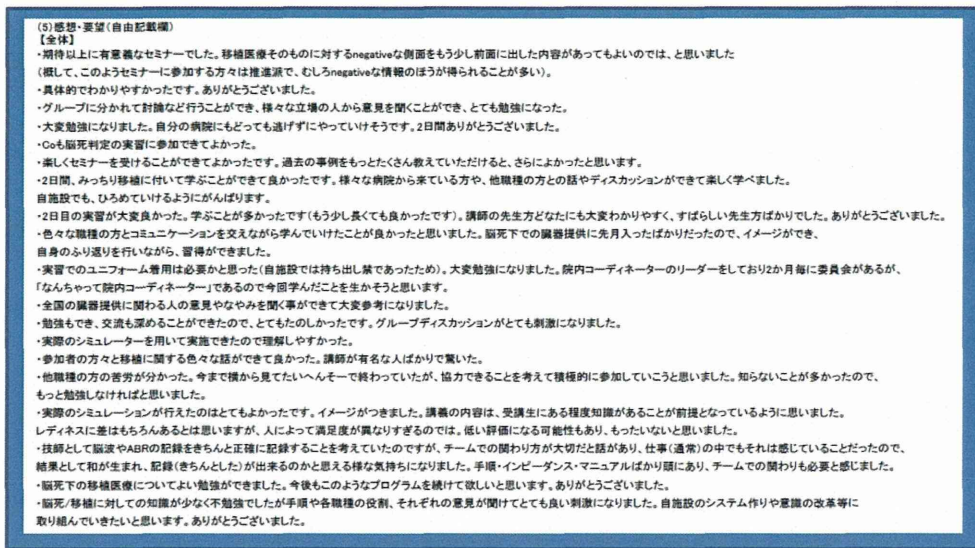 (5)感想・要望(自由記載欄)
【全体】
・期待以上に有意義なセミナーでした。移植医療そのものに対するnegativeな側面をもう少し前面に出した内容があってもよいのでは、と思いました
(概して、このようセミナーに参加する方々は推進派で、むしろnegativeな情報のほうが得られることが多い)。
・具体的でわかりやすかったです。ありがとうございました。
・グループに分かれて討論など行うことができ、様々な立場の人から意見を聞くことができ、とても勉強になった。
・大変勉強になりました。自分の病院にもどっても逃げずにやっていけそうです。2日間ありがとうございました。
・Coも脳死判定の実習に参加できてよかった。
・楽しくセミナーを受けることができてよかったです。過去の事例をもっとたくさん教えていただけると、さらによかったと思います。
・2日間、みっちり移植に付いて学ぶことができて良かったです。様々な病院から来ている方や、他職種の方との話やディスカッションができて楽しく学べました。
自施設でも、ひろめていけるようにがんばります。
・2日目の実習が大変良かった。学ぶことが多かったです(もう少し長くても良かったです)。講師の先生方どなたにも大変わかりやすく、すばらしい先生方ばかりでした。ありがとうございました。
・色々な職種の方とコミュニケーションを交えながら学んでいけたことが良かったと思いました。脳死下での臓器提供に先月入ったばかりだったので、イメージができ、
自身のふり返りを行いながら、習得ができました。
・実習でのユニフォーム着用は必要かと思った(自施設では持ち出し禁であったため)。大変勉強になりました。院内コーディネーターのリーダーをしており2か月毎に委員会があるが、
「なんちゃって院内コーディネーター」であるので今回学んだことを生かそうと思います。
・全国の臓器提供に関わる人の意見やなやみを聞く事ができて大変参考になりました。
・勉強もでき、交流も深めることができたので、とてもたのしかったです。グループディスカッションがとても刺激になりました。
・実際のシミュレーターを用いて実施できたので理解しやすかった。
・参加者の方々と移植に関する色々な話ができて良かった。講師が有名な人ばかりで驚いた。
・他職種の方の苦労が分かった。今まで横から見てたいへんそーで終わっていたが、協力できることを考えて積極的に参加していこうと思いました。知らないことが多かったので、
もっと勉強しなければと思いました。
・実際のシミュレーションが行えたのはとてもよかったです。イメージがつきました。講義の内容は、受講生にある程度知識があることが前提となっているように思いました。
レディネスに差はもちろんあるとは思いますが、人によって満足度が異なりすぎるのでは。低い評価になる可能性もあり、もったいないと思いました。
・技師として脳波やABRの記録をきちんと正確に記録することを考えていたのですが、チームでの関わり方が大切だと話があり、仕事(通常)の中でもそれは感じていることだったので、
結果として和が生まれ、記録(きちんとした)が出来るのかと思える様な気持ちになりました。手順・インピーダンス・マニュアルばかり頭にあり、チームでの関わりも必要と感じました。
・脳死下の移植医療についてよい勉強ができました。今後もこのようなプログラムを続けて欲しいと思います。ありがとうございました。
・脳死/移植に対しての知識が少なく不勉強でしたが手順や各職種の役割、それぞれの意見が聞けてとても良い刺激になりました。自施設のシステム作りや意識の改革等に
取り組んでいきたいと思います。ありがとうございました。